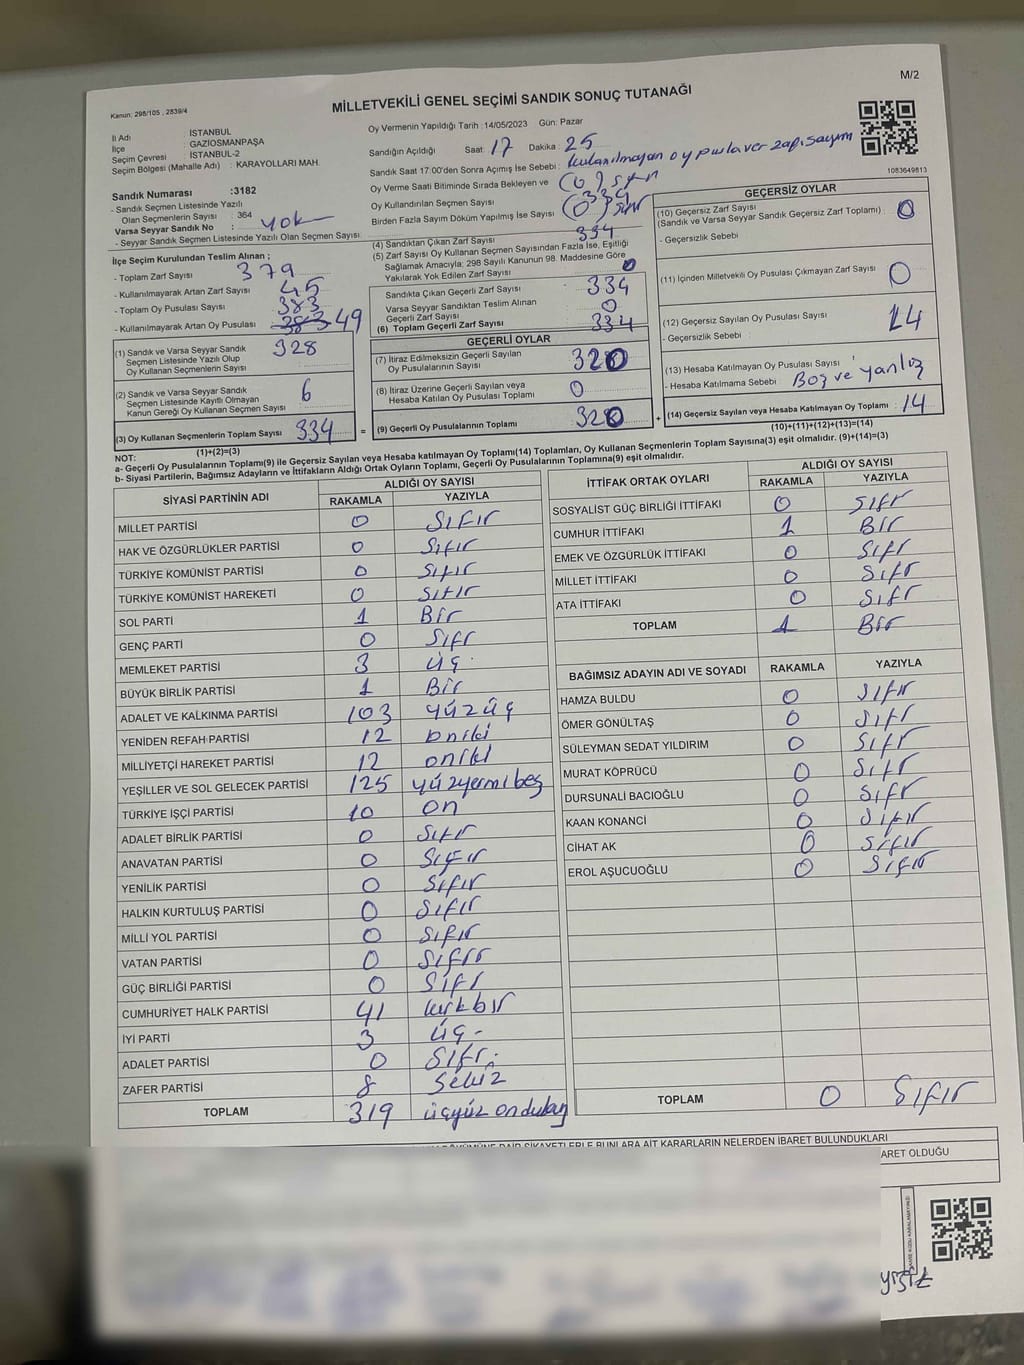 M/2
Kanun: 298/105 , 2839/4
MİLLETVEKİLİ GENEL SEÇİMİ SANDIK SONUÇ TUTANAĞI
İl Adı : İSTANBUL
İlçe : GAZİOSMANPAŞA
Seçim Çevresi : İSTANBUL-2
Seçim Bölgesi (Mahalle Adı) : KARAYOLLARI MAH.
Oy Vermenin Yapıldığı Tarih :14/05/2023 Gün: Pazar
Sandığın Açıldığı Saat: 17 Dakika : 25
Sandık Saat 17:00'den Sonra Açımış İse Sebebi : kullanılmayan oy pusula ver zarf sayım
Oy Verme Saati Bitiminde Sırada Bekleyen ve
Oy Kullandırılan Seçmen Sayısı (0) sıfır
Birden Fazla Sayım Döküm Yapılmış İse Sayısı (0) sıfır
1083649813
Sandık Numarası :3182
- Sandık Seçmen Listesinde Yazılı
Olan Seçmenlerin Sayısı : 364
Varsa Seyyar Sandık No : yok
- Seyyar Sandık Seçmen Listesinde Yazılı Olan Seçmen Sayısı:
İlçe Seçim Kurulundan Teslim Alınan ;
- Toplam Zarf Sayısı : 379
- Kullanılmayarak Artan Zarf Sayısı : 45
- Toplam Oy Pusulası Sayısı : 383
- Kullanılmayarak Artan Oy Pusulası : 49
(1) Sandık ve Varsa Seyyar Sandık
Seçmen Listesinde Yazılı Olup
Oy Kullanan Seçmenlerin Sayısı : 328
(2) Sandık ve Varsa Seyyar Sandık
Seçmen Listesinde Kayıtlı Olmayan
Kanun Gereği Oy Kullanan Seçmen Sayısı : 6
(3) Oy Kullanan Seçmenlerin Toplam Sayısı : 334
(1)+(2)=(3)
(4) Sandıktan Çıkan Zarf Sayısı : 334
(5) Zarf Sayısı Oy Kullanan Seçmen Sayısından Fazla İse, Eşitliği
Sağlamak Amacıyla; 298 Sayılı Kanunun 98. Maddesine Göre
Yakılarak Yok Edilen Zarf Sayısı : 0
Sandıkta Çıkan Geçerli Zarf Sayısı : 334
Varsa Seyyar Sandıktan Teslim Alınan
Geçerli Zarf Sayısı : 0
(6) Toplam Geçerli Zarf Sayısı : 334
GEÇERLİ OYLAR
(7) İtiraz Edilmeksizin Geçerli Sayılan
Oy Pusulalarının Sayısı : 320
(8) İtiraz Üzerine Geçerli Sayılan veya
Hesaba Katılan Oy Pusulası Toplamı : 0
= (9) Geçerli Oy Pusulalarının Toplamı : 320
GEÇERSİZ OYLAR
(10) Geçersiz Zarf Sayısı
(Sandık ve Varsa Seyyar Sandık Geçersiz Zarf Toplamı) : 0
- Geçersizlik Sebebi :
(11) İçinden Milletvekili Oy Pusulası Çıkmayan Zarf Sayısı : 0
(12) Geçersiz Sayılan Oy Pusulası Sayısı : 14
- Geçersizlik Sebebi :
(13) Hesaba Katılmayan Oy Pusulası Sayısı :
- Hesaba Katılmama Sebebi : Boş ve yanlış
+ (14) Geçersiz Sayılan veya Hesaba Katılmayan Oy Toplamı : 14
(10)+(11)+(12)+(13)=(14)
NOT:
a- Geçerli Oy Pusulalarının Toplamı(9) ile Geçersiz Sayılan veya Hesaba katılmayan Oy Toplamı(14) Toplamları, Oy Kullanan Seçmenlerin Toplam Sayısına(3) eşit olmalıdır. (9)+(14)=(3)
b- Siyasi Partilerin, Bağımsız Adayların ve İttifakların Aldığı Ortak Oyların Toplamı, Geçerli Oy Pusulalarının Toplamına(9) eşit olmalıdır.
SİYASİ PARTİNİN ADI ALDIĞI OY SAYISI
RAKAMLA YAZIYLA
MİLLET PARTİSİ 0 Sıfır
HAK VE ÖZGÜRLÜKLER PARTİSİ 0 Sıfır
TÜRKİYE KOMÜNİST PARTİSİ 0 Sıfır
TÜRKİYE KOMÜNİST HAREKETİ 0 Sıfır
SOL PARTİ 1 Bir
GENÇ PARTİ 0 Sıfr
MEMLEKET PARTİSİ 3 üç
BÜYÜK BİRLİK PARTİSİ 1 Bir
ADALET VE KALKINMA PARTİSİ 103 yüzüç
YENİDEN REFAH PARTİSİ 12 oniki
MİLLİYETÇİ HAREKET PARTİSİ 12 oniki
YEŞİLLER VE SOL GELECEK PARTİSİ 125 yüzyermibeş
TÜRKİYE İŞÇİ PARTİSİ 10 on
ADALET BİRLİK PARTİSİ 0 Sıfr
ANAVATAN PARTİSİ 0 Sıfır
YENİLİK PARTİSİ 0 Sıfır
HALKIN KURTULUŞ PARTİSİ 0 Sıfır
MİLLİ YOL PARTİSİ 0 Sıfır
VATAN PARTİSİ 0 Sıfır
GÜÇ BİRLİĞİ PARTİSİ 0 Sıfr
CUMHURİYET HALK PARTİSİ 41 kırkbir
İYİ PARTİ 3 üç-
ADALET PARTİSİ 0 Sıfr.
ZAFER PARTİSİ 8 Sekiz
TOPLAM 319 üçyüz ondukuz
İTTİFAK ORTAK OYLARI ALDIĞI OY SAYISI
RAKAMLA YAZIYLA
SOSYALİST GÜÇ BİRLİĞİ İTTİFAKI 0 Sıfr
CUMHUR İTTİFAKI 1 Bir
EMEK VE ÖZGÜRLÜK İTTİFAKI 0 Sıfr
MİLLET İTTİFAKI 0 Sıfr
ATA İTTİFAKI 0 Sıfr
TOPLAM 1 Bir
BAĞIMSIZ ADAYIN ADI VE SOYADI RAKAMLA YAZIYLA
HAMZA BULDU 0 Sıfır
ÖMER GÖNÜLTAŞ 0 Sıfr
SÜLEYMAN SEDAT YILDIRIM 0 Sıfr
MURAT KÖPRÜCÜ 0 Sıfr
DURSUNALİ BACIOĞLU 0 Sıfr
KAAN KONANCİ 0 Sıfır
CİHAT AK 0 Sıfır
EROL AŞUCUOĞLU 0 Sıfır
TOPLAM 0 Sıfır
ŞİKAYETLERLE BUNLARA AİT KARARLARIN NELERDEN İBARET BULUNDUKLARI
ARET OLDUĞU